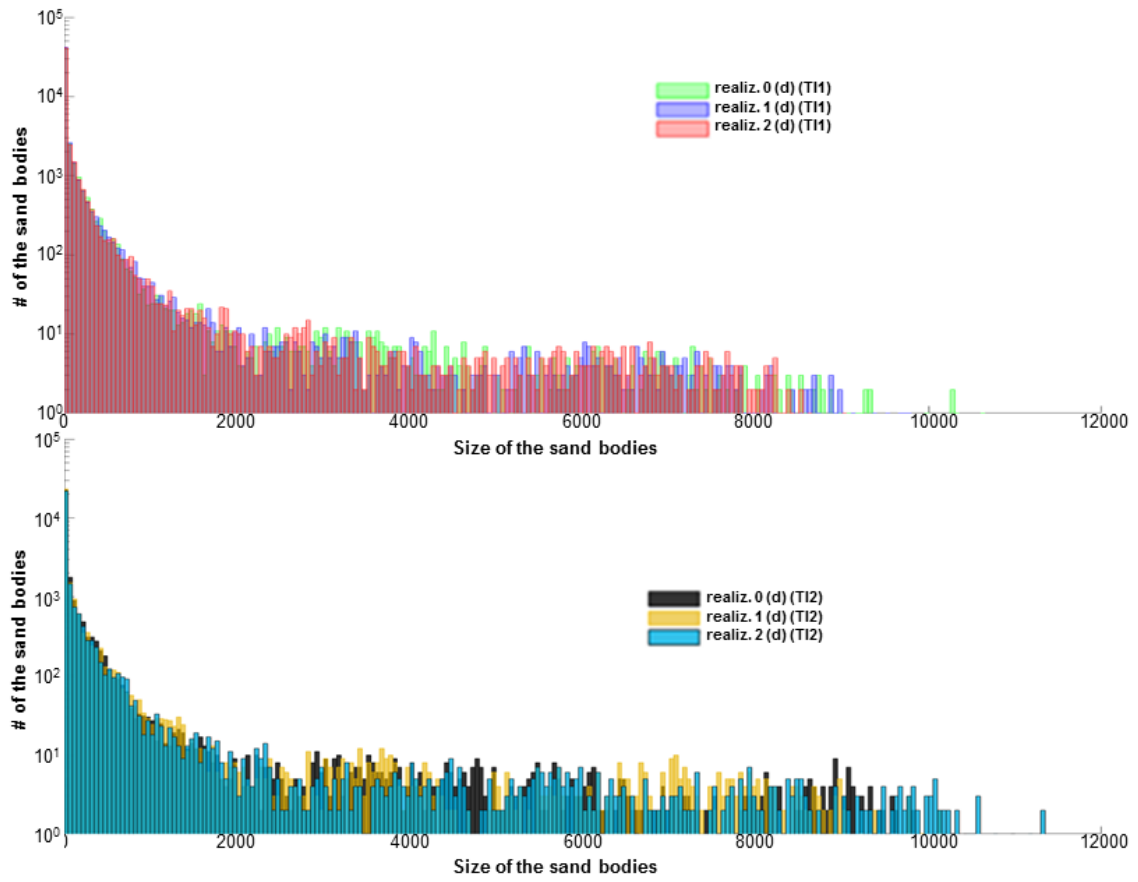 10^5
realiz. 0 (d) (TI1)
10^4
realiz. 1 (d) (TI1)
realiz. 2 (d) (TI1)
# of the sand bodies
10^3
10^2
10^1
10^0
0 2000 4000 6000 8000 10000 12000
Size of the sand bodies
10^5
10^4
realiz. 0 (d) (TI2)
10^3
realiz. 1 (d) (TI2)
realiz. 2 (d) (TI2)
# of the sand bodies
10^2
10^1
10^0
0 2000 4000 6000 8000 10000 12000
Size of the sand bodies